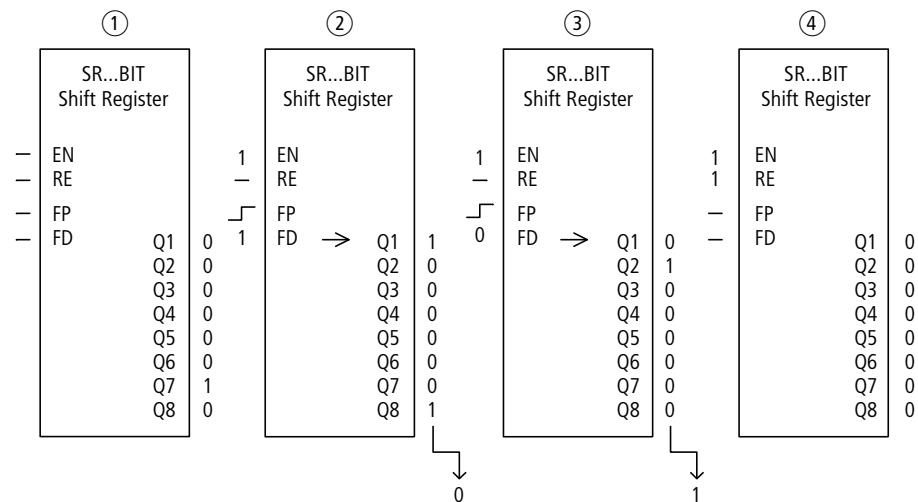 1 2 3 4
SR...BIT SR...BIT SR...BIT SR...BIT
Shift Register Shift Register Shift Register Shift Register
– EN 1 EN 1 EN 1 EN
– RE – RE – RE 1 RE
– FP FP FP – FP
– FD Q1 0 1 FD → Q1 1 0 FD → Q1 0 – FD Q1 0
Q2 0 Q2 0 Q2 1 Q2 0
Q3 0 Q3 0 Q3 0 Q3 0
Q4 0 Q4 0 Q4 0 Q4 0
Q5 0 Q5 0 Q5 0 Q5 0
Q6 0 Q6 0 Q6 0 Q6 0
Q7 1 Q7 0 Q7 0 Q7 0
Q8 0 Q8 1 Q8 0 Q8 0
0 1